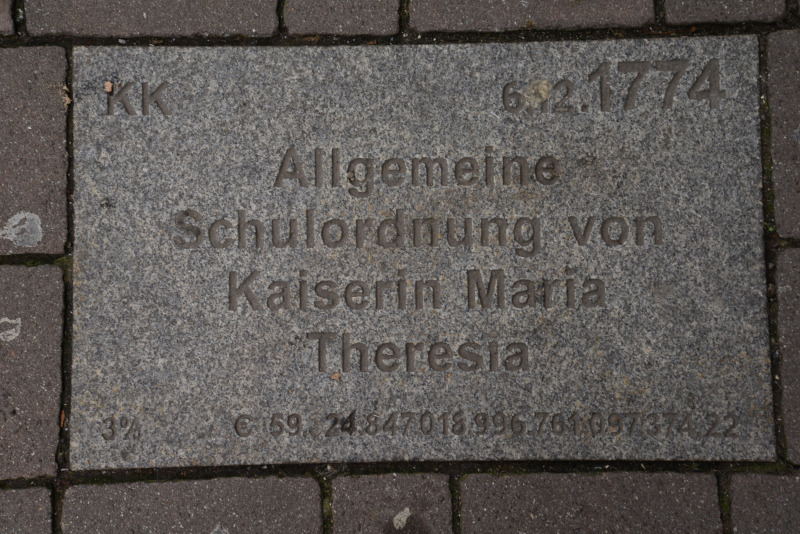 KK 6.12.1774
Allgemeine
Schulordnung von
Kaiserin Maria
Theresia
3% €